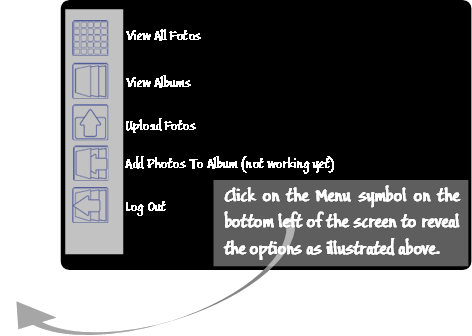 View All Fotos
View Albums
Upload Fotos
Add Photos To Album (not working yet)
Log Out
Click on the Menu symbol on the
bottom left of the screen to reveal
the options as illustrated above.